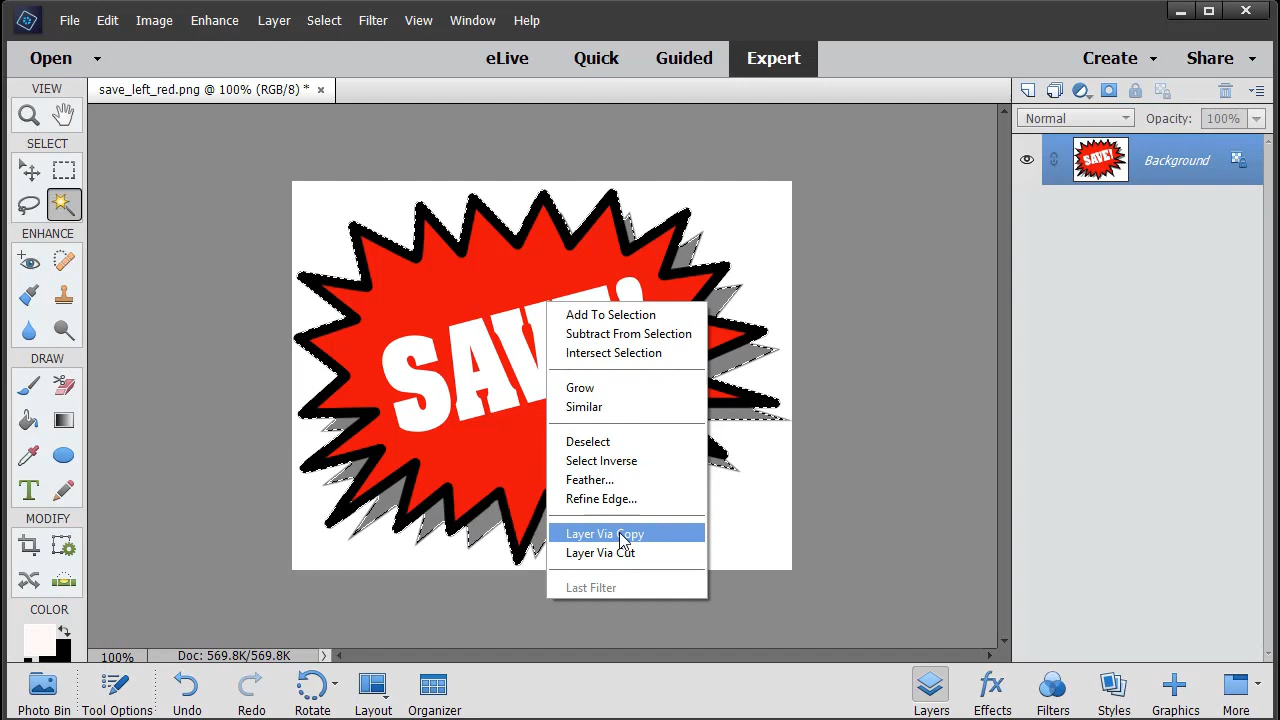 File Edit Image Enhance Layer Select Filter View Window Help
Open eLive Quick Guided Expert Create Share
VIEW
save_left_red.png @ 100% (RGB/8) * ×
Normal Opacity: 100%
SELECT
SAVE! Background
ENHANCE
SAV
Add To Selection
Subtract From Selection
Intersect Selection
DRAW
Grow
Similar
Deselect
Select Inverse
Feather...
Refine Edge...
MODIFY
Layer Via Copy
Layer Via Cut
Last Filter
COLOR
100% Doc: 569.8K/569.8K
Photo Bin Tool Options Undo Redo Rotate Layout Organizer Layers Effects Filters Styles Graphics More